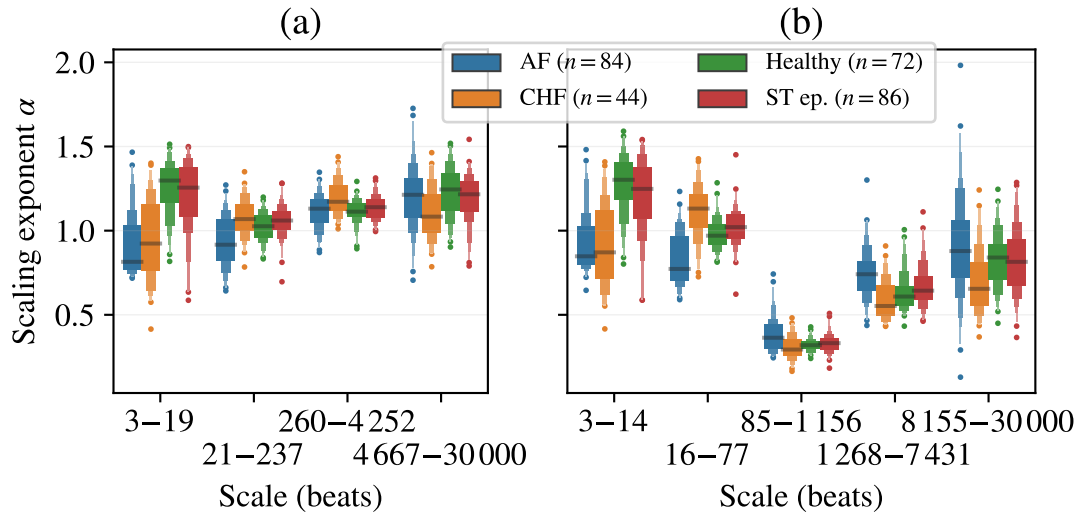 (a)
(b)
AF (n=84)
CHF (n=44)
Healthy (n=72)
ST ep. (n=86)
Scaling exponent α
2.0
1.5
1.0
0.5
3−19
260−4 252
21−237
4 667−30 000
Scale (beats)
3−14
85−1 156
8 155−30 000
16−77
1 268−7 431
Scale (beats)